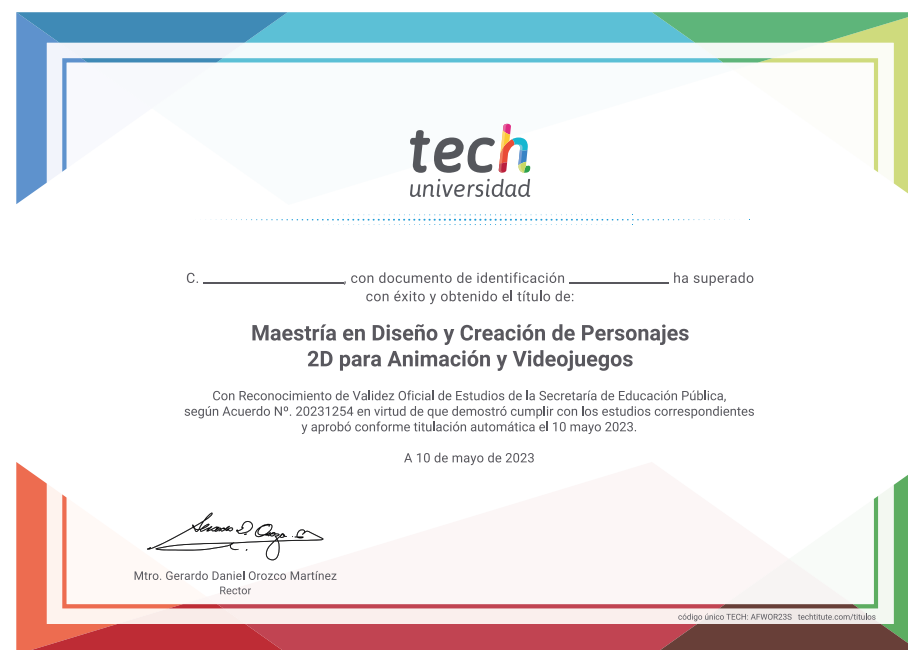 tech
universidad
C. ____________________, con documento de identificación ______________ ha superado
con éxito y obtenido el título de:
Maestría en Diseño y Creación de Personajes
2D para Animación y Videojuegos
Con Reconocimiento de Validez Oficial de Estudios de la Secretaría de Educación Pública,
según Acuerdo Nº. 20231254 en virtud de que demostró cumplir con los estudios correspondientes
y aprobó conforme titulación automática el 10 mayo 2023.
A 10 de mayo de 2023
Mtro. Gerardo Daniel Orozco Martínez
Rector
código único TECH: AFWOR23S techtitute.com/titulos